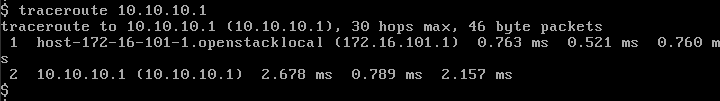 $ traceroute 10.10.10.1
traceroute to 10.10.10.1 (10.10.10.1), 30 hops max, 46 byte packets
 1  host-172-16-101-1.openstacklocal (172.16.101.1)  0.763 ms  0.521 ms  0.760 m
s
 2  10.10.10.1 (10.10.10.1)  2.678 ms  0.789 ms  2.157 ms
$